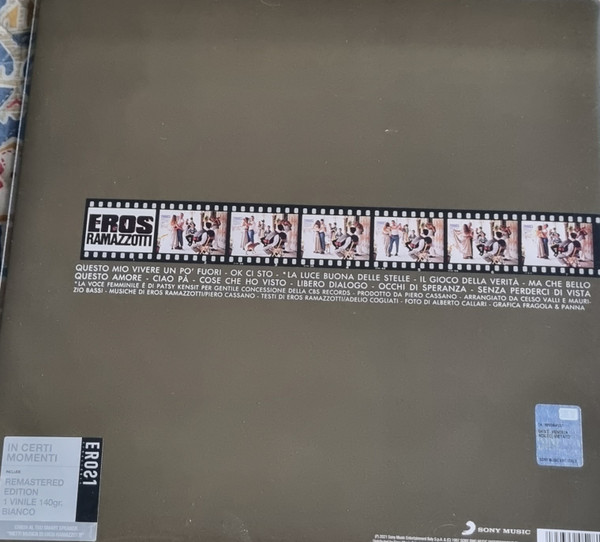 EROS
RAMAZZOTTI
QUESTO MIO VIVERE UN PO' FUORI - OK CI STO - *LA LUCE BUONA DELLE STELLE - IL GIOCO DELLA VERITÀ - MA CHE BELLO
QUESTO AMORE - CIAO PÀ - COSE CHE HO VISTO - LIBERO DIALOGO - OCCHI DI SPERANZA - SENZA PERDERCI DI VISTA
*LA VOCE FEMMINILE È DI PATSY KENSIT PER GENTILE CONCESSIONE DELLA CBS RECORDS - PRODOTTO DA PIERO CASSANO - ARRANGIATO DA CELSO VALLI E MAURI-
ZIO BASSI - MUSICHE DI EROS RAMAZZOTTI/PIERO CASSANO - TESTI DI EROS RAMAZZOTTI/ADELIO COGLIATI - FOTO DI ALBERTO CALLARI - GRAFICA FRAGOLA & PANNA
IN CERTI
MOMENTI
REMASTERED
EDITION
1 VINILE 140gr.
BIANCO
ERO21
SONY MUSIC